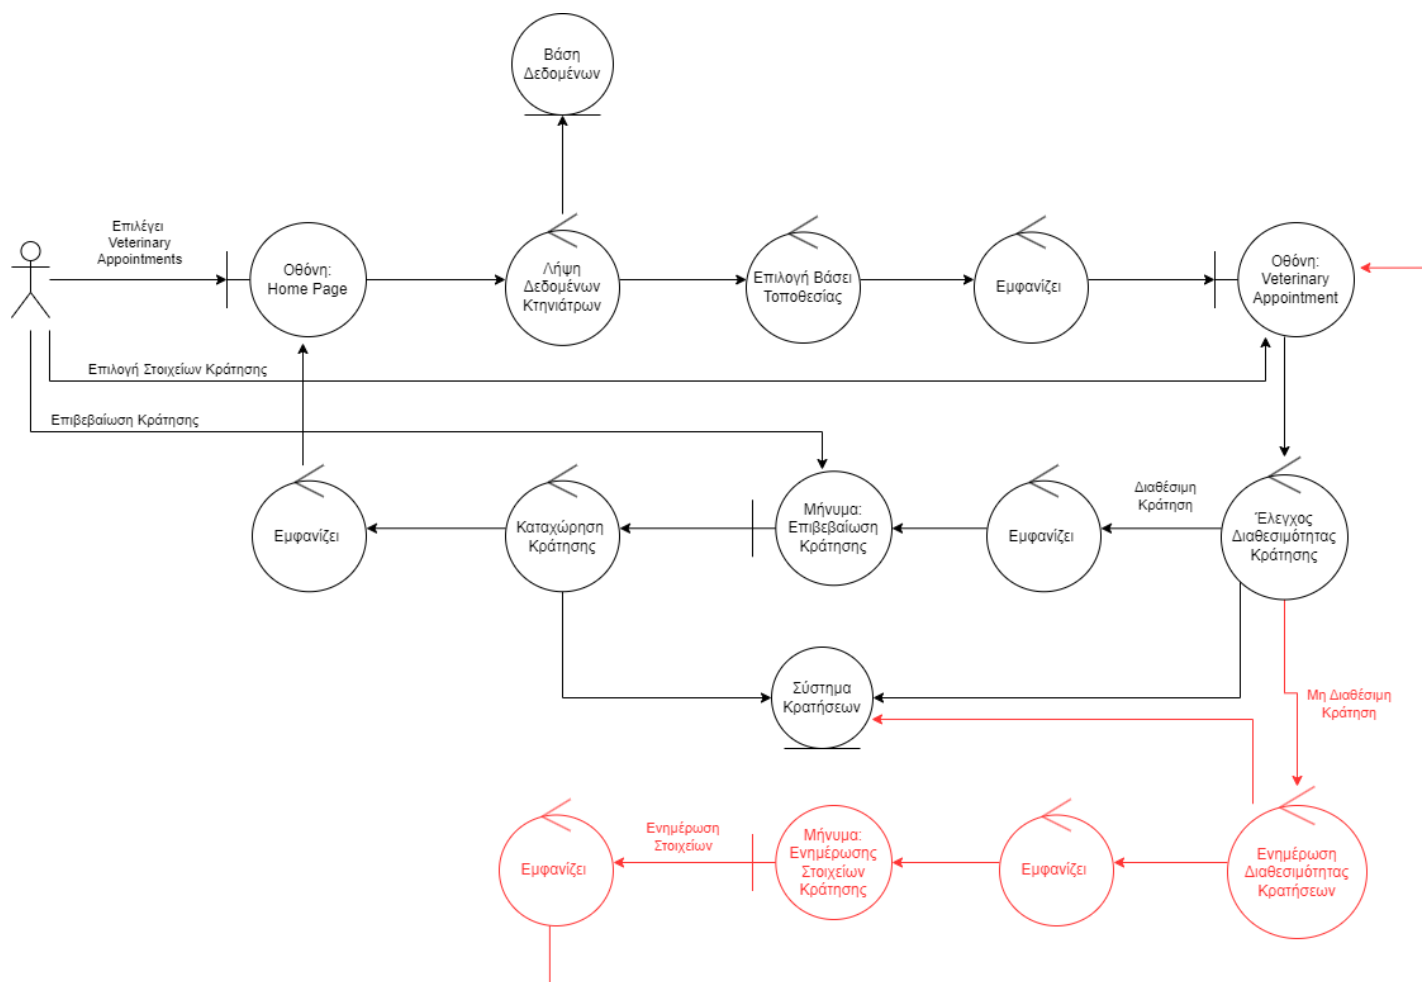 Βάση
Δεδομένων
Επιλέγει
Veterinary
Appointments
Οθόνη:
Home Page
Λήψη
Δεδομένων
Κτηνιάτρων
Επιλογή Βάσει
Τοποθεσίας
Εμφανίζει
Οθόνη:
Veterinary
Appointment
Επιλογή Στοιχείων Κράτησης
Επιβεβαίωση Κράτησης
Εμφανίζει
Καταχώρηση
Κράτησης
Μήνυμα:
Επιβεβαίωση
Κράτησης
Εμφανίζει
Διαθέσιμη
Κράτηση
Έλεγχος
Διαθεσιμότητας
Κράτησης
Σύστημα
Κρατήσεων
Μη Διαθέσιμη
Κράτηση
Εμφανίζει
Ενημέρωση
Στοιχείων
Μήνυμα:
Ενημέρωσης
Στοιχείων
Κράτησης
Εμφανίζει
Ενημέρωση
Διαθεσιμότητας
Κρατήσεων